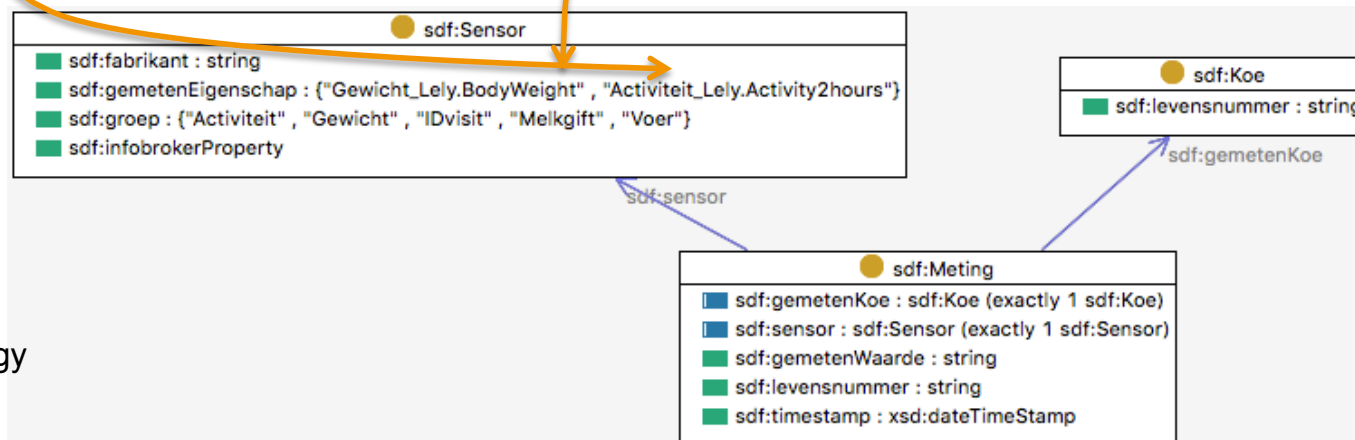 sdf:Sensor
sdf:fabrikant : string
sdf:gemetenEigenschap : {"Gewicht_Lely.BodyWeight" , "Activiteit_Lely.Activity2hours"}
sdf:groep : {"Activiteit" , "Gewicht" , "IDvisit" , "Melkgift" , "Voer"}
sdf:infobrokerProperty
sdf:Koe
sdf:levensnummer : string
sdf:gemetenKoe
sdf:sensor
sdf:Meting
sdf:gemetenKoe : sdf:Koe (exactly 1 sdf:Koe)
sdf:sensor : sdf:Sensor (exactly 1 sdf:Sensor)
sdf:gemetenWaarde : string
sdf:levensnummer : string
sdf:timestamp : xsd:dateTimeStamp
gy